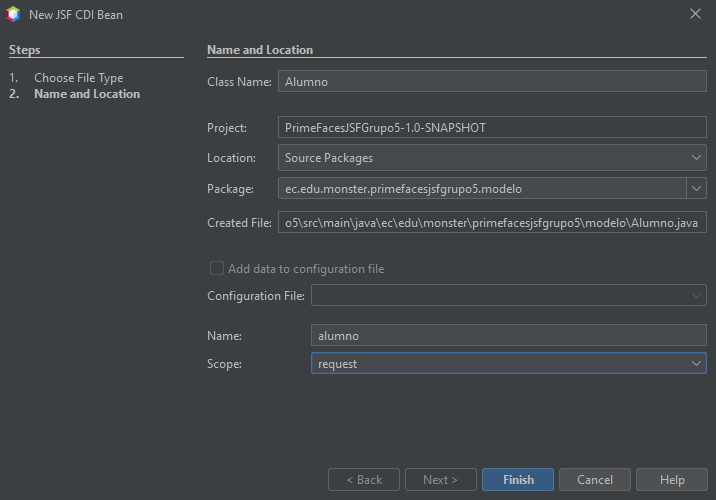 New JSF CDI Bean
Steps
1. Choose File Type
2. Name and Location
Name and Location
Class Name: Alumno
Project: PrimeFacesJSFGrupo5-1.0-SNAPSHOT
Location: Source Packages
Package: ec.edu.monster.primefacesjsfgrupo5.modelo
Created File: o5\src\main\java\ec\edu\monster\primefacesjsfgrupo5\modelo\Alumno.java
Add data to configuration file
Configuration File:
Name: alumno
Scope: request
< Back Next > Finish Cancel Help